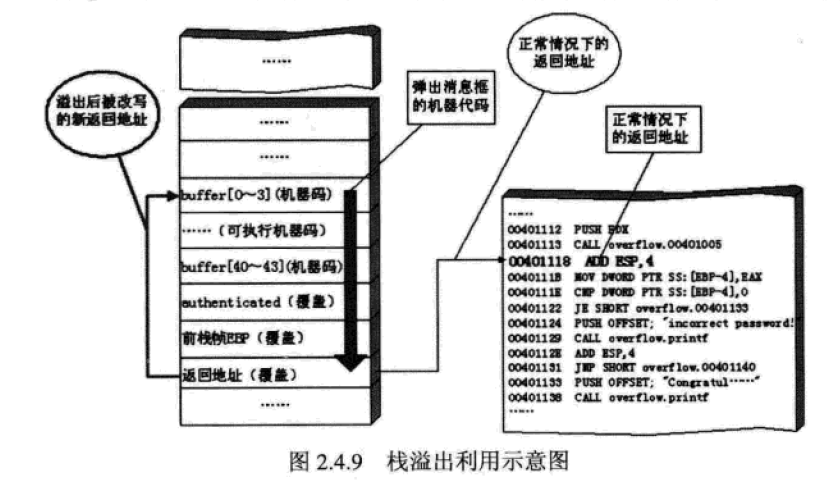 ……
溢出后被改写
的新返回地址
……
……
buffer[0～3](机器码)
……（可执行机器码）
buffer[40～43](机器码)
authenticated（覆盖）
前栈帧EBP（覆盖）
返回地址（覆盖）
……
弹出消息框
的机器代码
正常情况下的
返回地址
正常情况下
的返回地址
……
00401112 PUSH EDX
00401113 CALL overflow.00401005
00401118 ADD ESP,4
0040111B MOV DWORD PTR SS:[EBP-4],EAX
0040111E CMP DWORD PTR SS:[EBP-4],0
00401122 JE SHORT overflow.00401133
00401124 PUSH OFFSET; "incorrect password!
00401129 CALL overflow.printf
0040112E ADD ESP,4
00401131 JMP SHORT overflow.00401140
00401133 PUSH OFFSET; "Congratul……"
00401138 CALL overflow.printf
……
图 2.4.9 栈溢出利用示意图